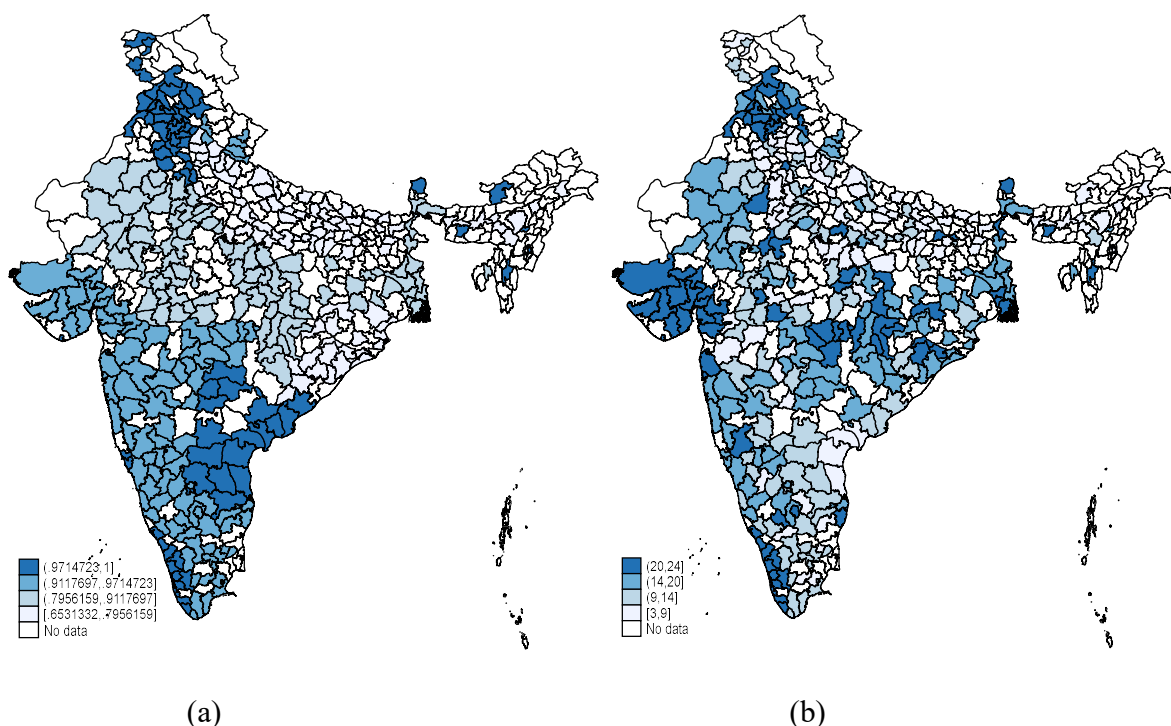 (.9714723,1]
(.9117697,.9714723]
(.7956159,.9117697]
[.6531332,.7956159]
No data
(20,24]
(14,20]
(9,14]
[3,9]
No data
(a)
(b)